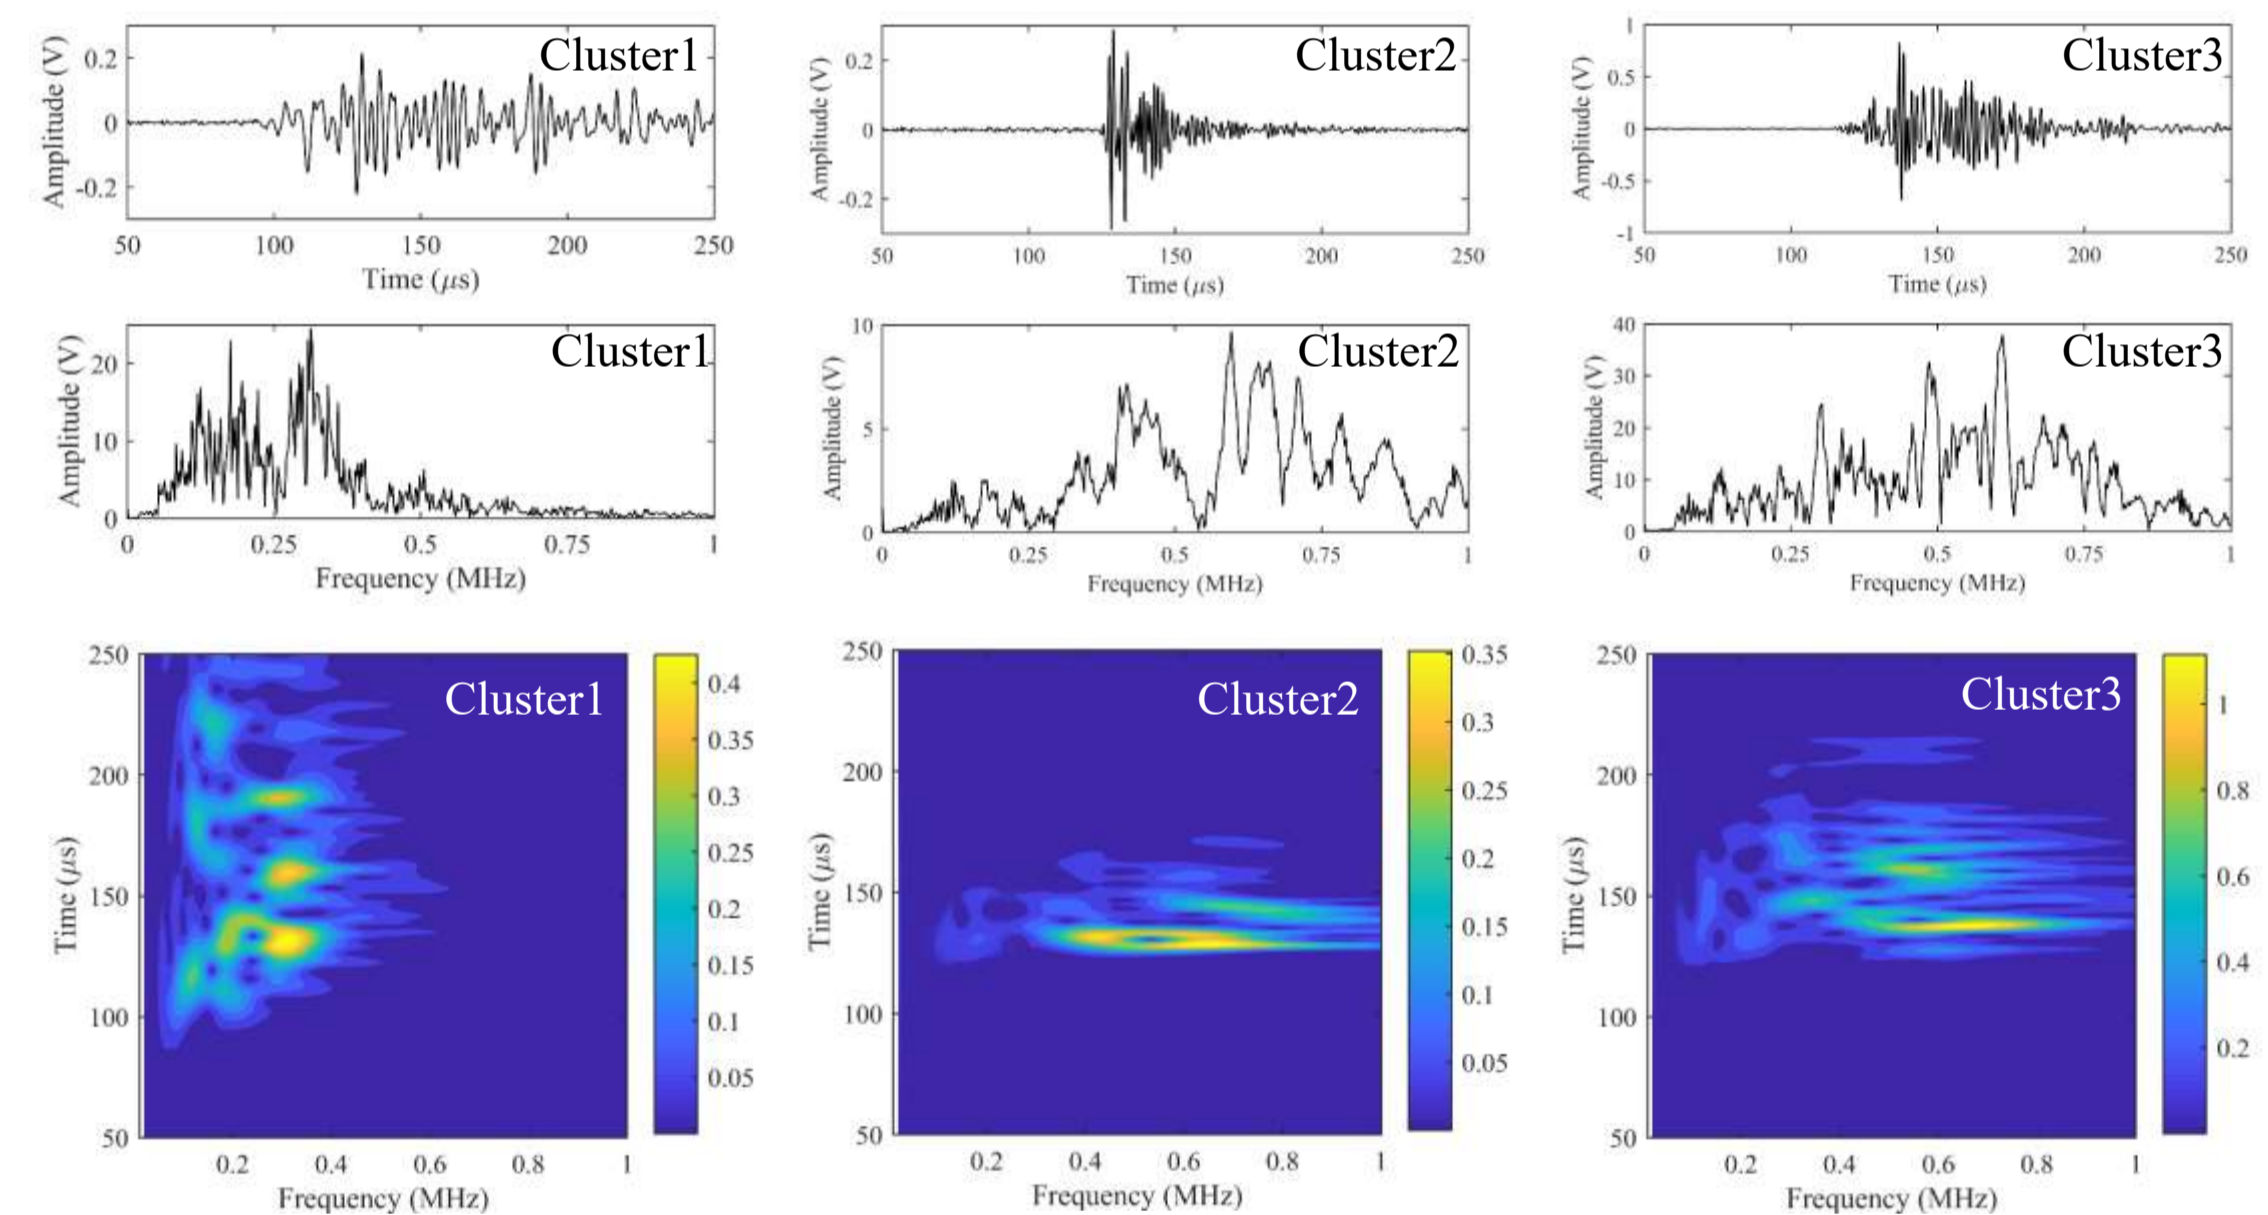 Cluster1
Amplitude (V)
0.2
0
-0.2
50 100 150 200 250
Time (μs)
Cluster2
Amplitude (V)
0.2
0
-0.2
50 100 150 200 250
Time (μs)
Cluster3
Amplitude (V)
1
0.5
0
-0.5
-1
50 100 150 200 250
Time (μs)
Cluster1
Amplitude (V)
20
10
0
0 0.25 0.5 0.75 1
Frequency (MHz)
Cluster2
Amplitude (V)
10
5
0
0 0.25 0.5 0.75 1
Frequency (MHz)
Cluster3
Amplitude (V)
40
30
20
10
0
0 0.25 0.5 0.75 1
Frequency (MHz)
Cluster1
Time (μs)
250
200
150
100
50
0.2 0.4 0.6 0.8 1
Frequency (MHz)
0.4
0.35
0.3
0.25
0.2
0.15
0.1
0.05
Cluster2
Time (μs)
250
200
150
100
50
0.2 0.4 0.6 0.8 1
Frequency (MHz)
0.35
0.3
0.25
0.2
0.15
0.1
0.05
Cluster3
Time (μs)
250
200
150
100
50
0.2 0.4 0.6 0.8 1
Frequency (MHz)
1
0.8
0.6
0.4
0.2